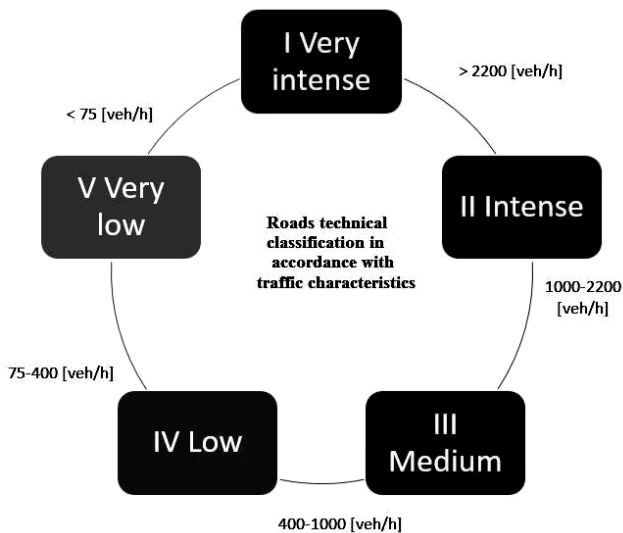 I Very
intense
> 2200 [veh/h]
II Intense
1000-2200
[veh/h]
III
Medium
400-1000 [veh/h]
IV Low
75-400 [veh/h]
V Very
low
< 75 [veh/h]
Roads technical
classification in
accordance with
traffic characteristics